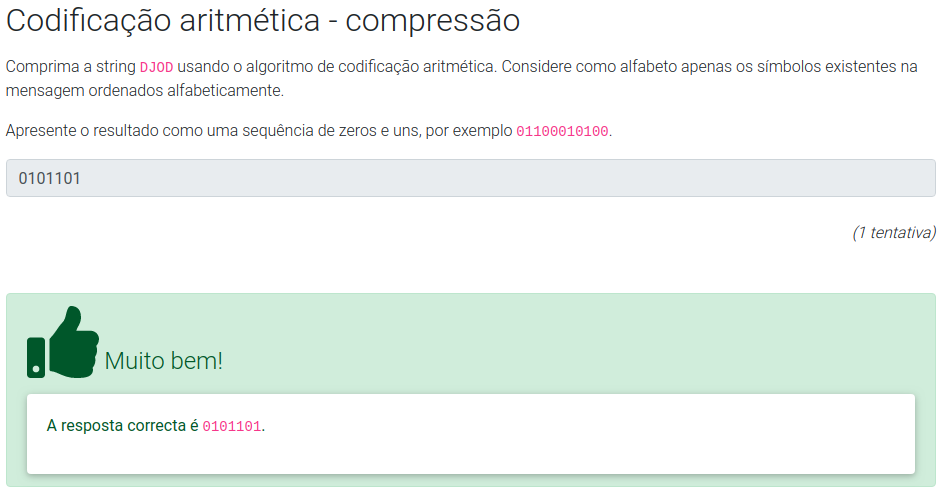 Codificação aritmética - compressão
Comprima a string DJOD usando o algoritmo de codificação aritmética. Considere como alfabeto apenas os símbolos existentes na
mensagem ordenados alfabeticamente.
Apresente o resultado como uma sequência de zeros e uns, por exemplo 01100010100.
0101101
(1 tentativa)
Muito bem!
A resposta correcta é 0101101.